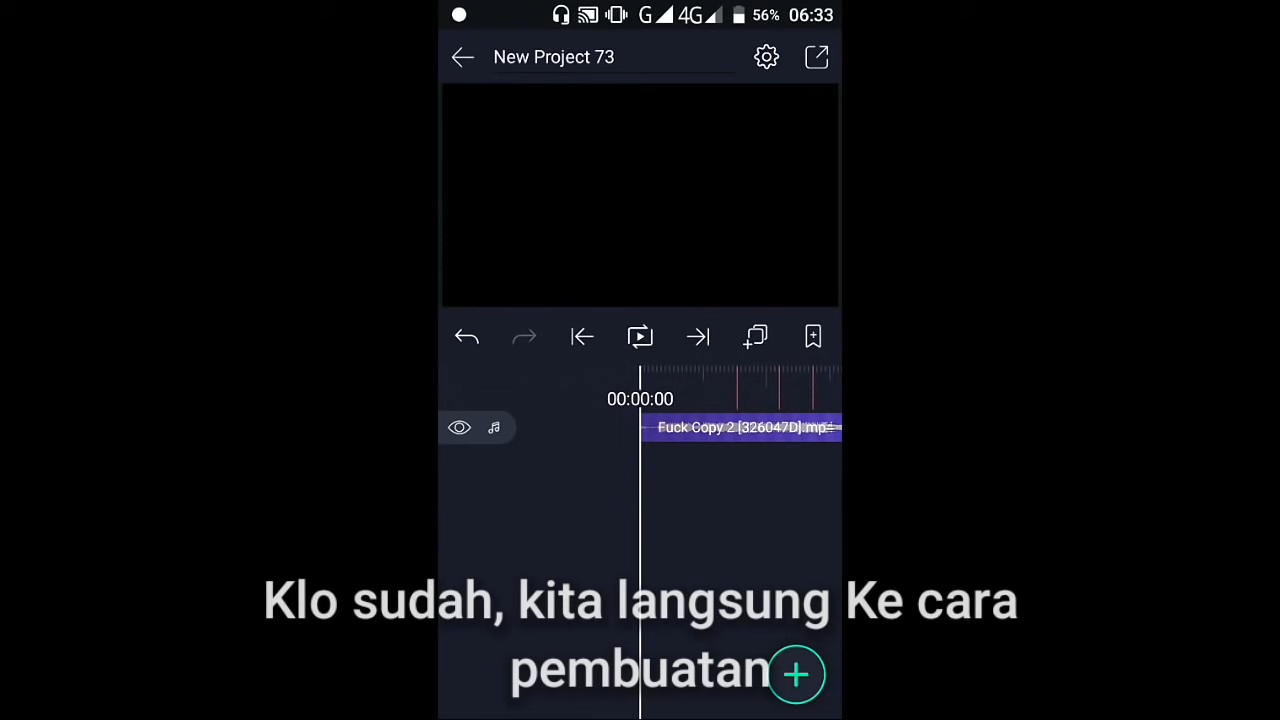 G 4G 56% 06:33
New Project 73
00:00:00
Fuck Copy 2 [326047D].mp
Klo sudah, kita langsung Ke cara
pembuatan